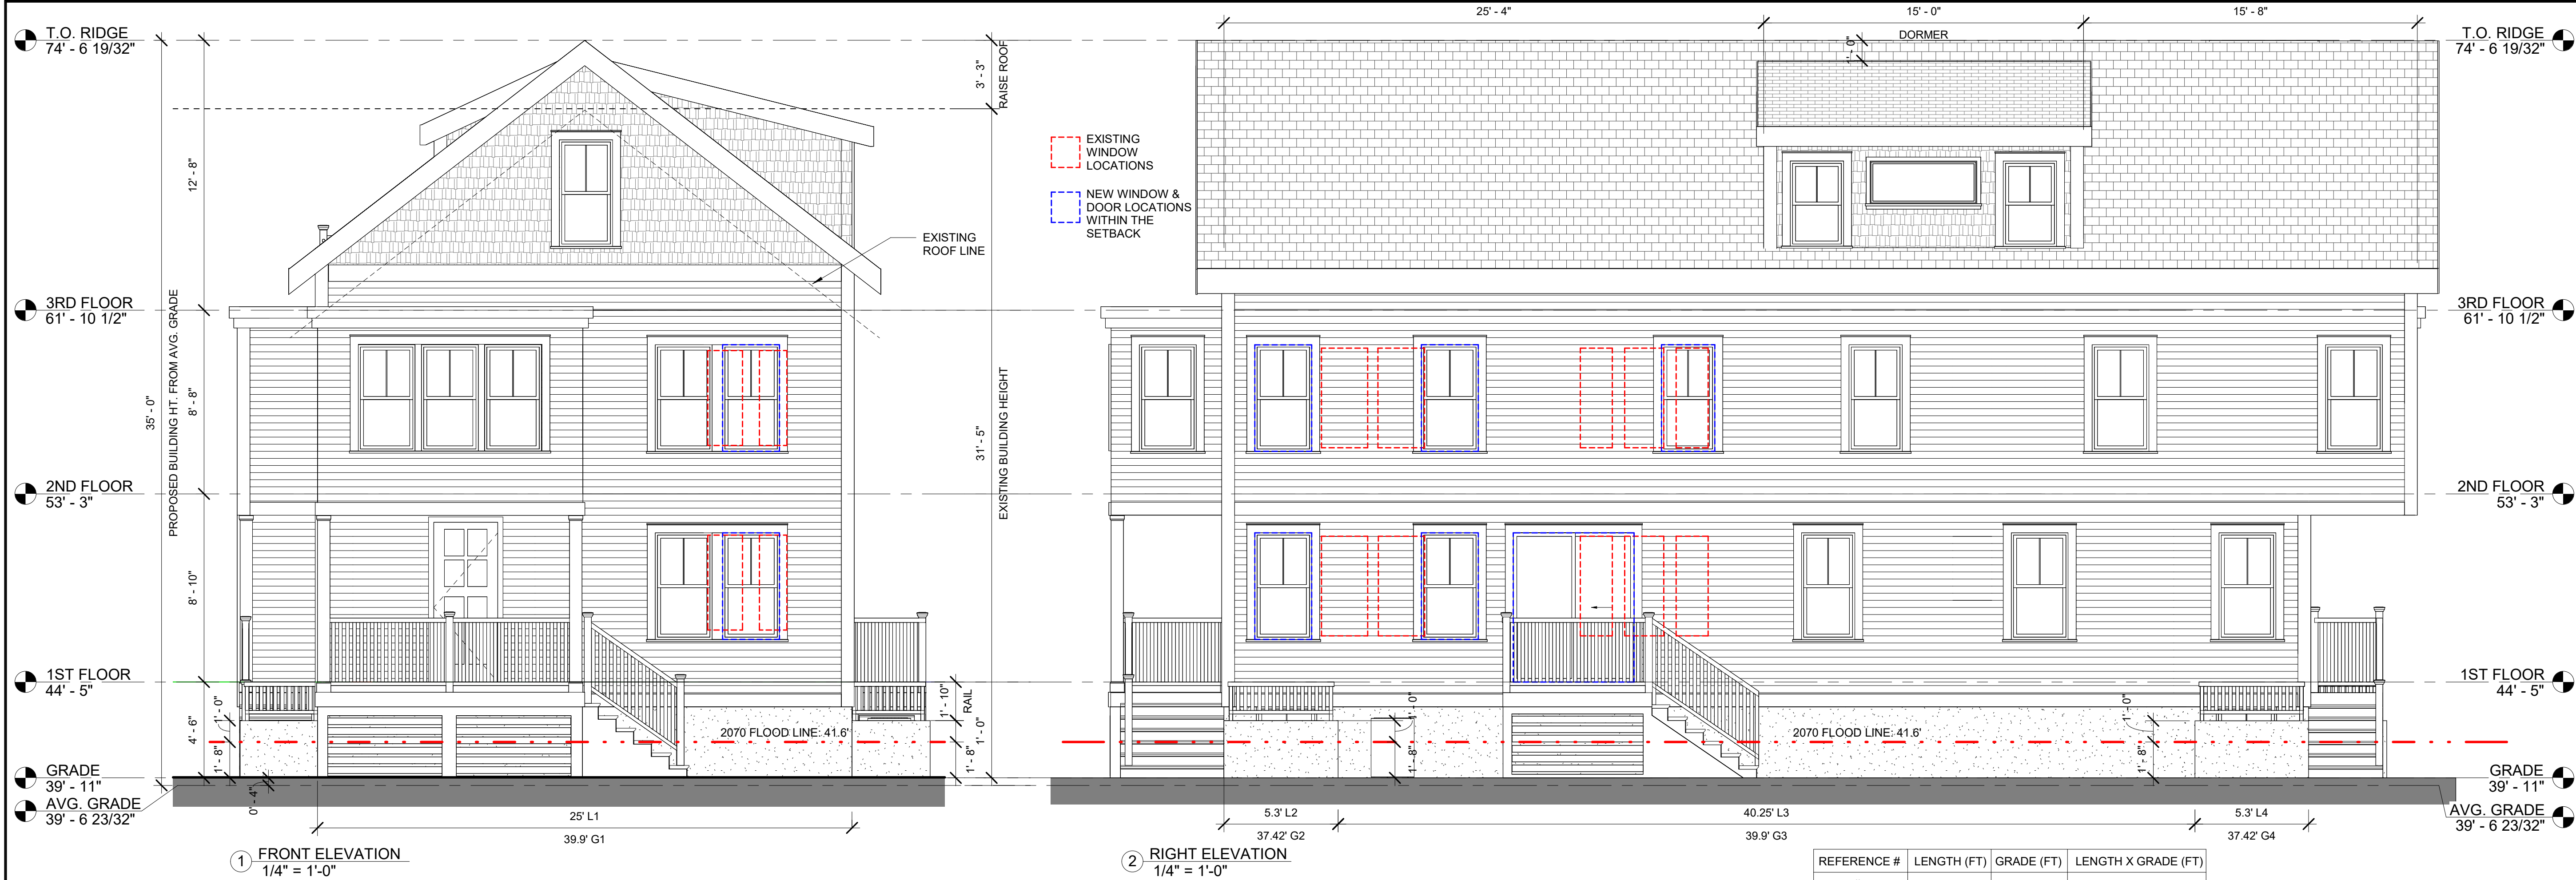 25' - 4"
15' - 0"
15' - 8"
DORMER
1' - 0"
T.O. RIDGE
74' - 6 19/32"
3RD FLOOR
61' - 10 1/2"
2ND FLOOR
53' - 3"
1ST FLOOR
44' - 5"
GRADE
39' - 11"
AVG. GRADE
39' - 6 23/32"
35' - 0"
PROPOSED BUILDING HT. FROM AVG. GRADE
12' - 8"
8' - 8"
8' - 10"
4' - 6"
1' - 0"
1' - 8"
0' - 4"
3' - 3"
RAISE ROOF
31' - 5"
EXISTING BUILDING HEIGHT
EXISTING
ROOF LINE
1' - 10"
RAIL
1' - 0"
1' - 8"
2070 FLOOD LINE: 41.6'
25' L1
39.9' G1
1
FRONT ELEVATION
1/4" = 1'-0"
EXISTING
WINDOW
LOCATIONS
NEW WINDOW &
DOOR LOCATIONS
WITHIN THE
SETBACK
1' - 0"
1' - 8"
2070 FLOOD LINE: 41.6'
1' - 0"
1' - 8"
5.3' L2
37.42' G2
40.25' L3
39.9' G3
5.3' L4
37.42' G4
2
RIGHT ELEVATION
1/4" = 1'-0"
T.O. RIDGE
74' - 6 19/32"
3RD FLOOR
61' - 10 1/2"
2ND FLOOR
53' - 3"
1ST FLOOR
44' - 5"
GRADE
39' - 11"
AVG. GRADE
39' - 6 23/32"
REFERENCE # LENGTH (FT) GRADE (FT) LENGTH X GRADE (FT)